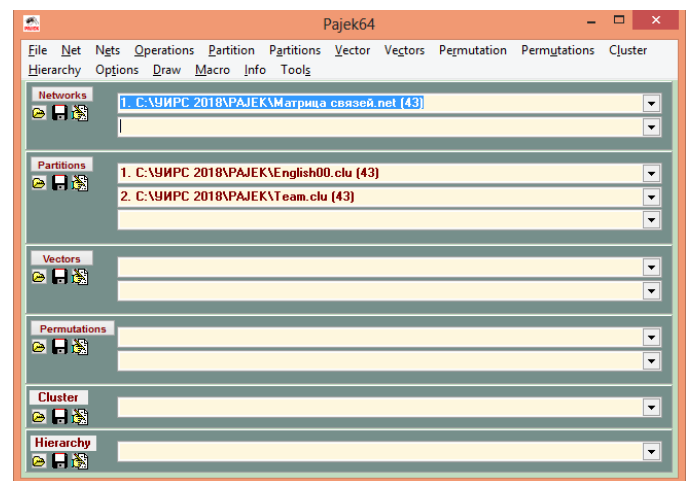 Pajek64
File Net Nets Operations Partition Partitions Vector Vectors Permutation Permutations Cluster
Hierarchy Options Draw Macro Info Tools
Networks
1. C:\УИРС 2018\PAJEK\Матрица связей.net (43)
Partitions
1. C:\УИРС 2018\PAJEK\English00.clu (43)
2. C:\УИРС 2018\PAJEK\Team.clu (43)
Vectors
Permutations
Cluster
Hierarchy